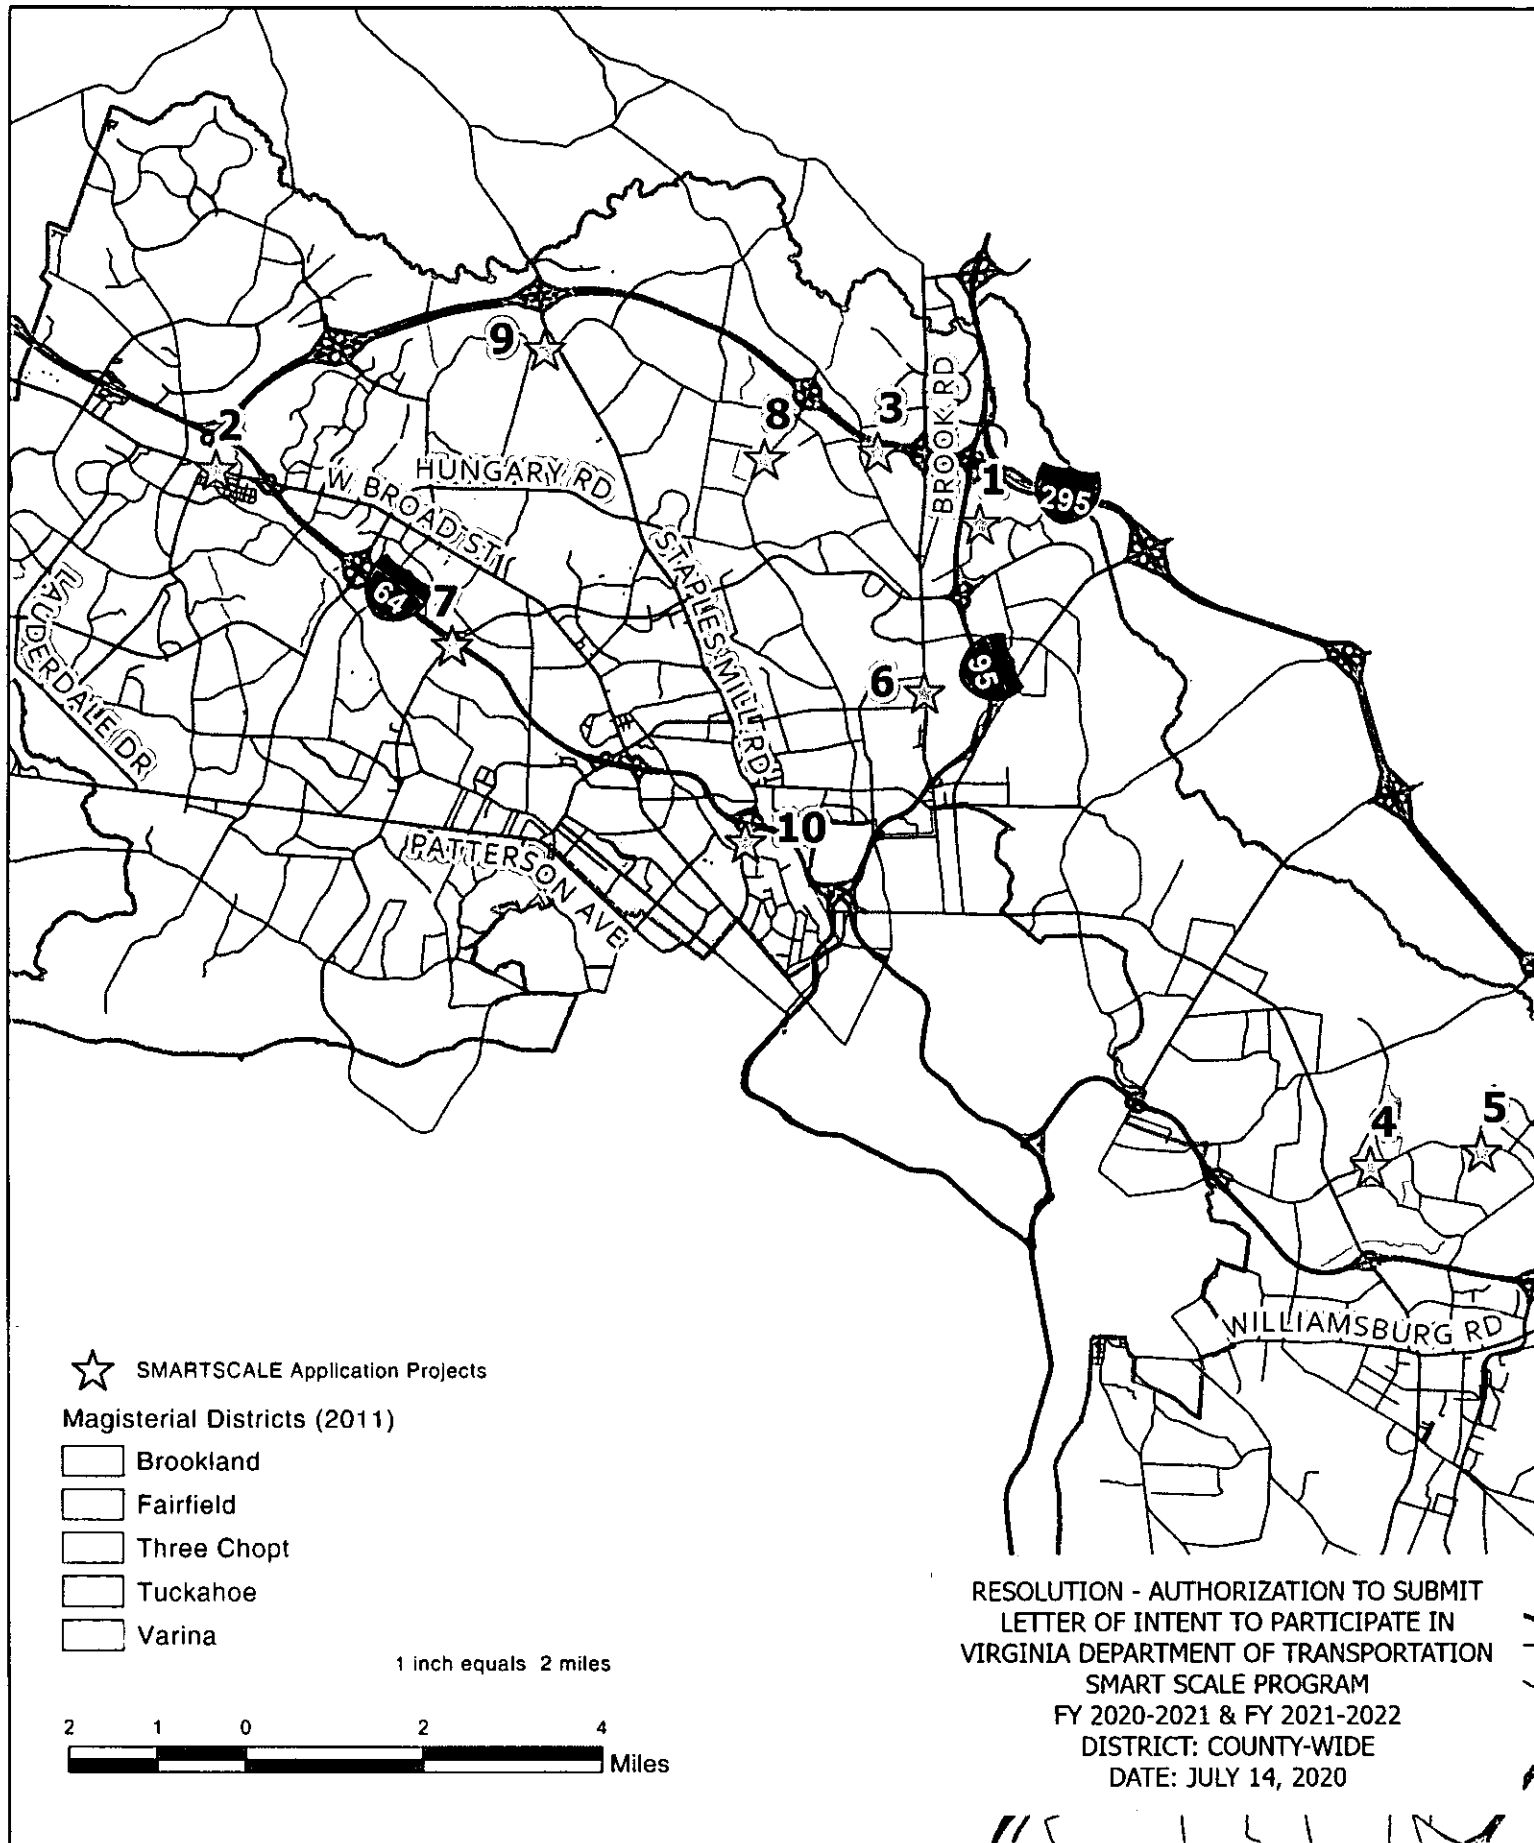 9
2
8
3
BROOK RD
1
295
HUNGARY RD
W BROAD ST
STAPLES MILL RD
64
7
LAUDERDALE DR
6
95
10
PATTERSON AVE
4
5
WILLIAMSBURG RD
SMARTSCALE Application Projects
Magisterial Districts (2011)
Brookland
Fairfield
Three Chopt
Tuckahoe
Varina
1 inch equals 2 miles
2 1 0 2 4
Miles
RESOLUTION - AUTHORIZATION TO SUBMIT
LETTER OF INTENT TO PARTICIPATE IN
VIRGINIA DEPARTMENT OF TRANSPORTATION
SMART SCALE PROGRAM
FY 2020-2021 & FY 2021-2022
DISTRICT: COUNTY-WIDE
DATE: JULY 14, 2020